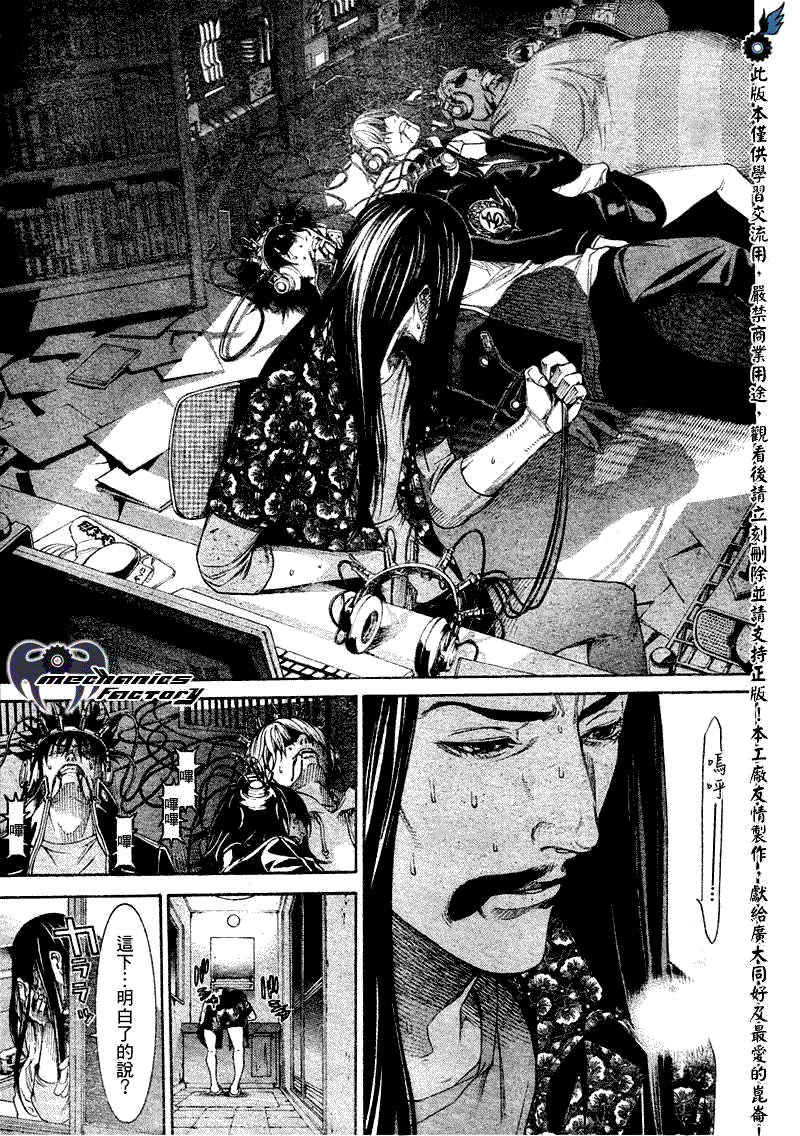 此版本僅供學習交流用，嚴禁商業用途，觀看後請立刻刪除並請支持正版！本工廠友情製作，獻給廣大同好及最愛的崑崙！
mechanics
factory
嗚呼——……
嗶
嗶嗶
嗶
嗶
カララッ
這下…明白了的說？